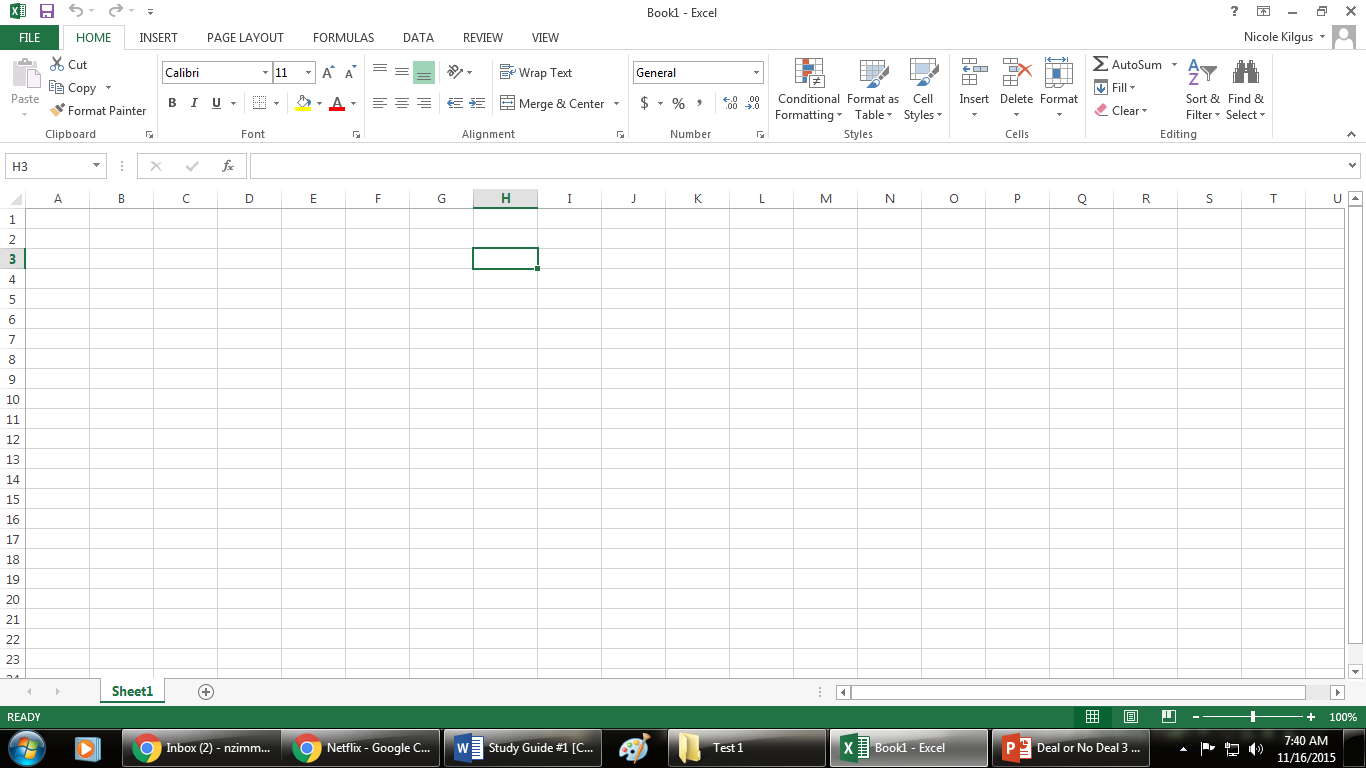 Book1 - Excel
?
FILE HOME INSERT PAGE LAYOUT FORMULAS DATA REVIEW VIEW Nicole Kilgus
Paste
Cut
Copy
Format Painter
Clipboard
Calibri 11 A A
B I U A
Font
Wrap Text
Merge & Center
Alignment
General
$ % , .00 .00
Number
Conditional Formatting
Format as Table
Cell Styles
Styles
Insert Delete Format
Cells
AutoSum
Fill
Clear
Sort & Filter
Find & Select
Editing
H3 fx
A B C D E F G H I J K L M N O P Q R S T U
1
2
3
4
5
6
7
8
9
10
11
12
13
14
15
16
17
18
19
20
21
22
23
24
Sheet1
READY 100%
Inbox (2) - nzimm... Netflix - Google C... Study Guide #1 [C... Test 1 Book1 - Excel Deal or No Deal 3 ... 7:40 AM
11/16/2015